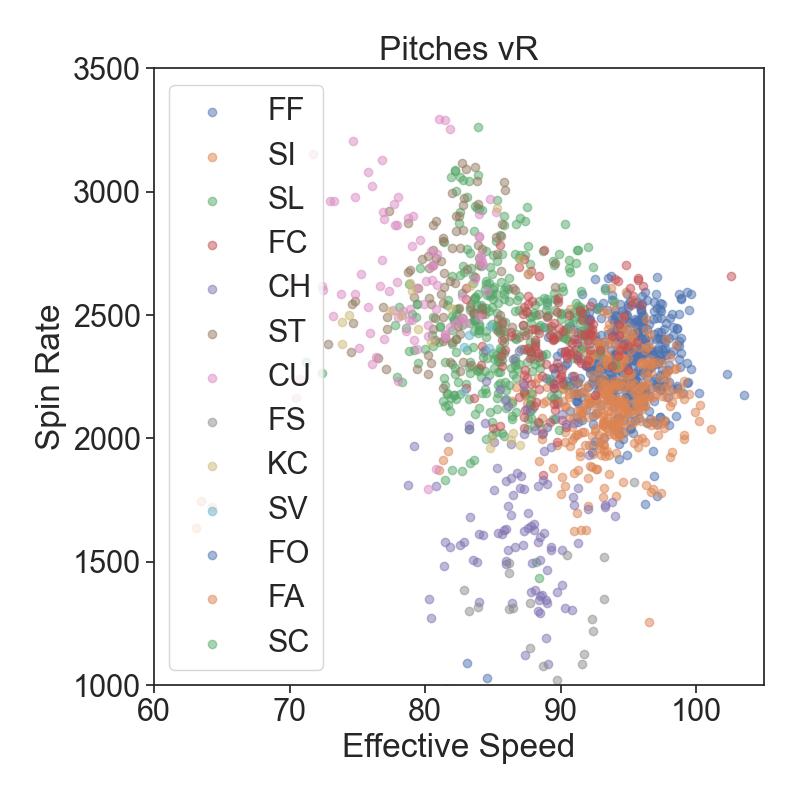 Pitches vR
3500
3000
2500
2000
1500
1000
Spin Rate
FF
SI
SL
FC
CH
ST
CU
FS
KC
SV
FO
FA
SC
60 70 80 90 100
Effective Speed